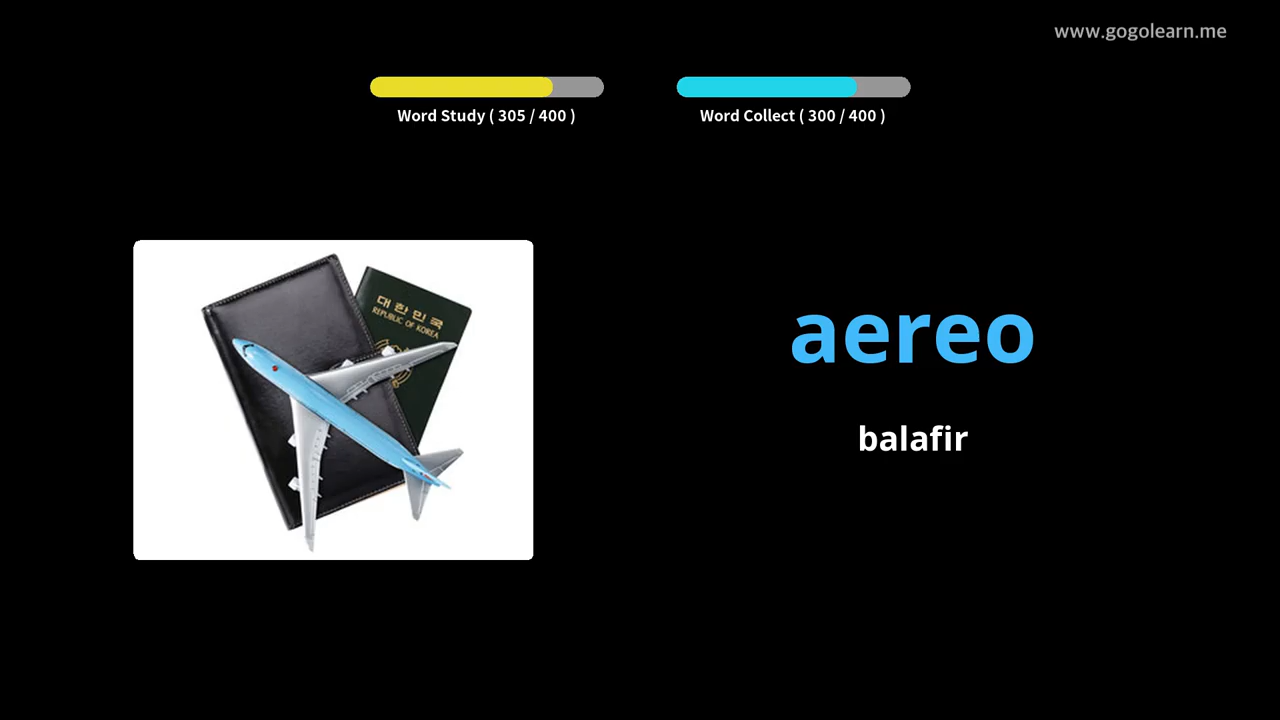 www.gogolearn.me
Word Study ( 305 / 400 )
Word Collect ( 300 / 400 )
대한민국
REPUBLIC OF KOREA
aereo
balafir